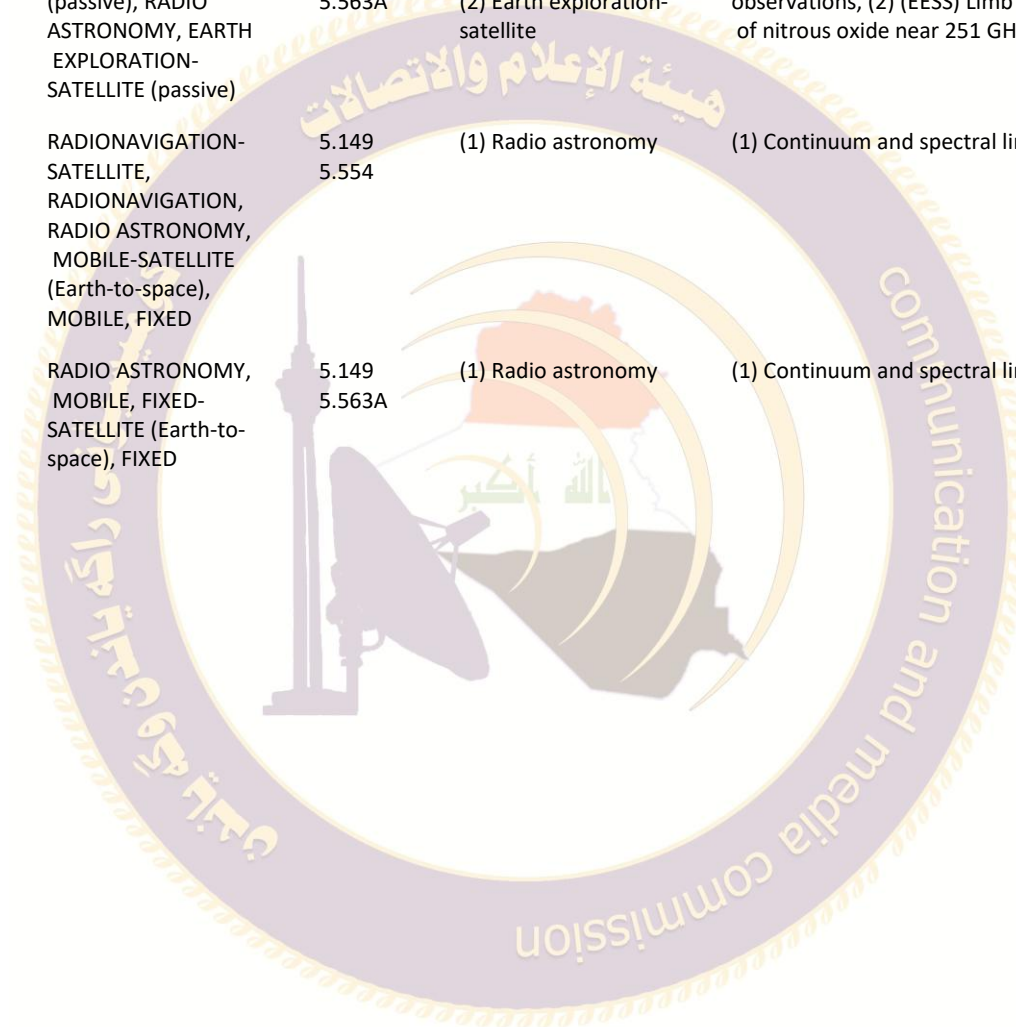 (passive), RADIO 5.563A (2) Earth exploration- observations, (2) (EESS) Limb
ASTRONOMY, EARTH satellite of nitrous oxide near 251 GH
EXPLORATION-
SATELLITE (passive)
RADIONAVIGATION- 5.149 (1) Radio astronomy (1) Continuum and spectral
SATELLITE, 5.554
RADIONAVIGATION,
RADIO ASTRONOMY,
MOBILE-SATELLITE
(Earth-to-space),
MOBILE, FIXED
RADIO ASTRONOMY, 5.149 (1) Radio astronomy (1) Continuum and spectral
MOBILE, FIXED- 5.563A
SATELLITE (Earth-to-
space), FIXED
هيئة الإعلام والاتصالات
الله أكبر
communication and media commission